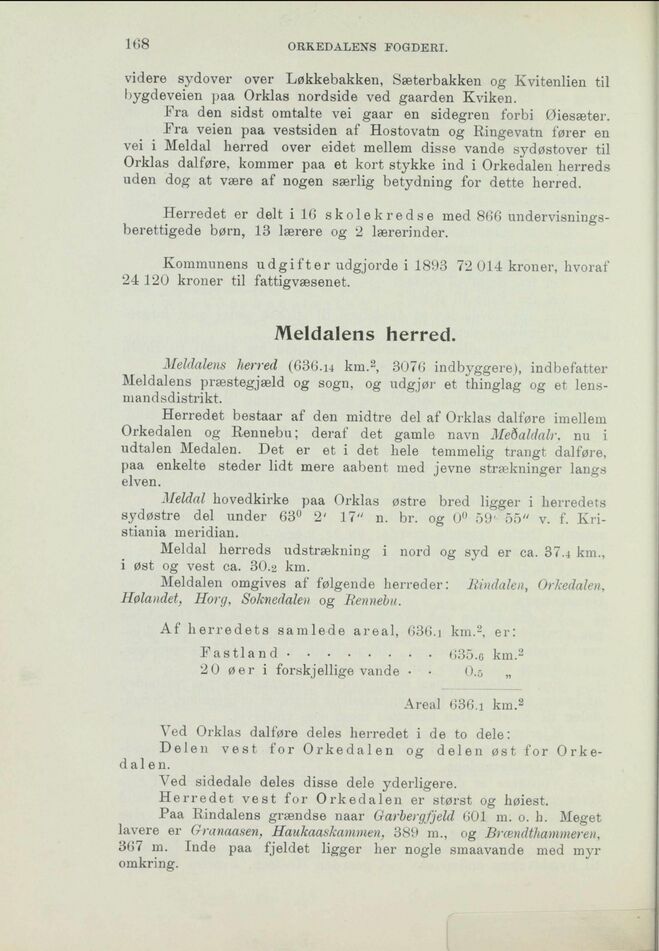 168
ORKEDALENS FOGDERI.
videre sydover over Løkkebakken, Sæterbakken og Kvitenlien til
bygdeveien paa Orklas nordside ved gaarden Kviken.
Fra den sidst omtalte vei gaar en sidegren forbi Øiesæter.
Fra veien paa vestsiden af Hostovatn og Ringevatn fører en
vei i Meldal herred over eidet mellem disse vande sydøstover til
Orklas dalføre, kommer paa et kort stykke ind i Orkedalen herreds
uden dog at være af nogen særlig betydning for dette herred.
Herredet er delt i 16 skolekredse med 866 undervisnings-
berettigede børn, 13 lærere og 2 lærerinder.
Kommunens udgifter udgjorde i 1893 72 014 kroner, hvoraf
24 120 kroner til fattigvæsenet.
Meldalens herred.
Meldalens herred (636.14 km.², 3076 indbyggere), indbefatter
Meldalens præstegjæld og sogn, og udgjør et thinglag og et lens-
mandsdistrikt.
Herredet bestaar af den midtre del af Orklas dalføre imellem
Orkedalen og Rennebu; deraf det gamle navn Meðaldalr, nu i
udtalen Medalen. Det er et i det hele temmelig trangt dalføre,
paa enkelte steder lidt mere aabent med jevne strækninger langs
elven.
Meldal hovedkirke paa Orklas østre bred ligger i herredets
sydøstre del under 63⁰ 2' 17" n. br. og 0⁰ 59' 55" v. f. Kri-
stiania meridian.
Meldal herreds udstrækning i nord og syd er ca. 37.4 km.,
i øst og vest ca. 30.2 km.
Meldalen omgives af følgende herreder: Rindalen, Orkedalen,
Hølandet, Horg, Soknedalen og Rennebu.
Af herredets samlede areal, 636.1 km.², er:
Fastland . . . . . . . . 635.6 km.²
20 øer i forskjellige vande . . 0.5 „
Areal 636.1 km.²
Ved Orklas dalføre deles herredet i de to dele:
Delen vest for Orkedalen og delen øst for Orke-
dalen.
Ved sidedale deles disse dele yderligere.
Herredet vest for Orkedalen er størst og høiest.
Paa Rindalens grændse naar Garbergfjeld 601 m. o. h. Meget
lavere er Granaasen, Haukaaskammen, 389 m., og Brændthammeren,
367 m. Inde paa fjeldet ligger her nogle smaavande med myr
omkring.